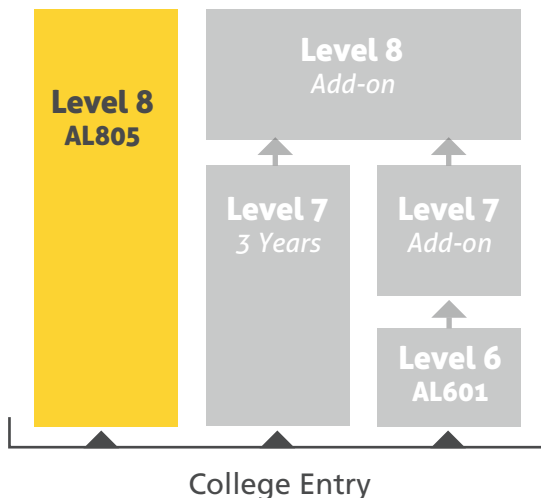 Level 8
AL805
Level 8
Add-on
Level 7
3 Years
Level 7
Add-on
Level 6
AL601
College Entry